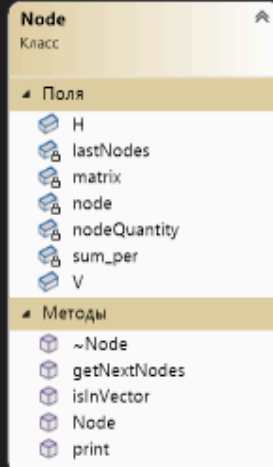 Node
Класс
Поля
H
lastNodes
matrix
node
nodeQuantity
sum_per
V
Методы
~Node
getNextNodes
isInVector
Node
print